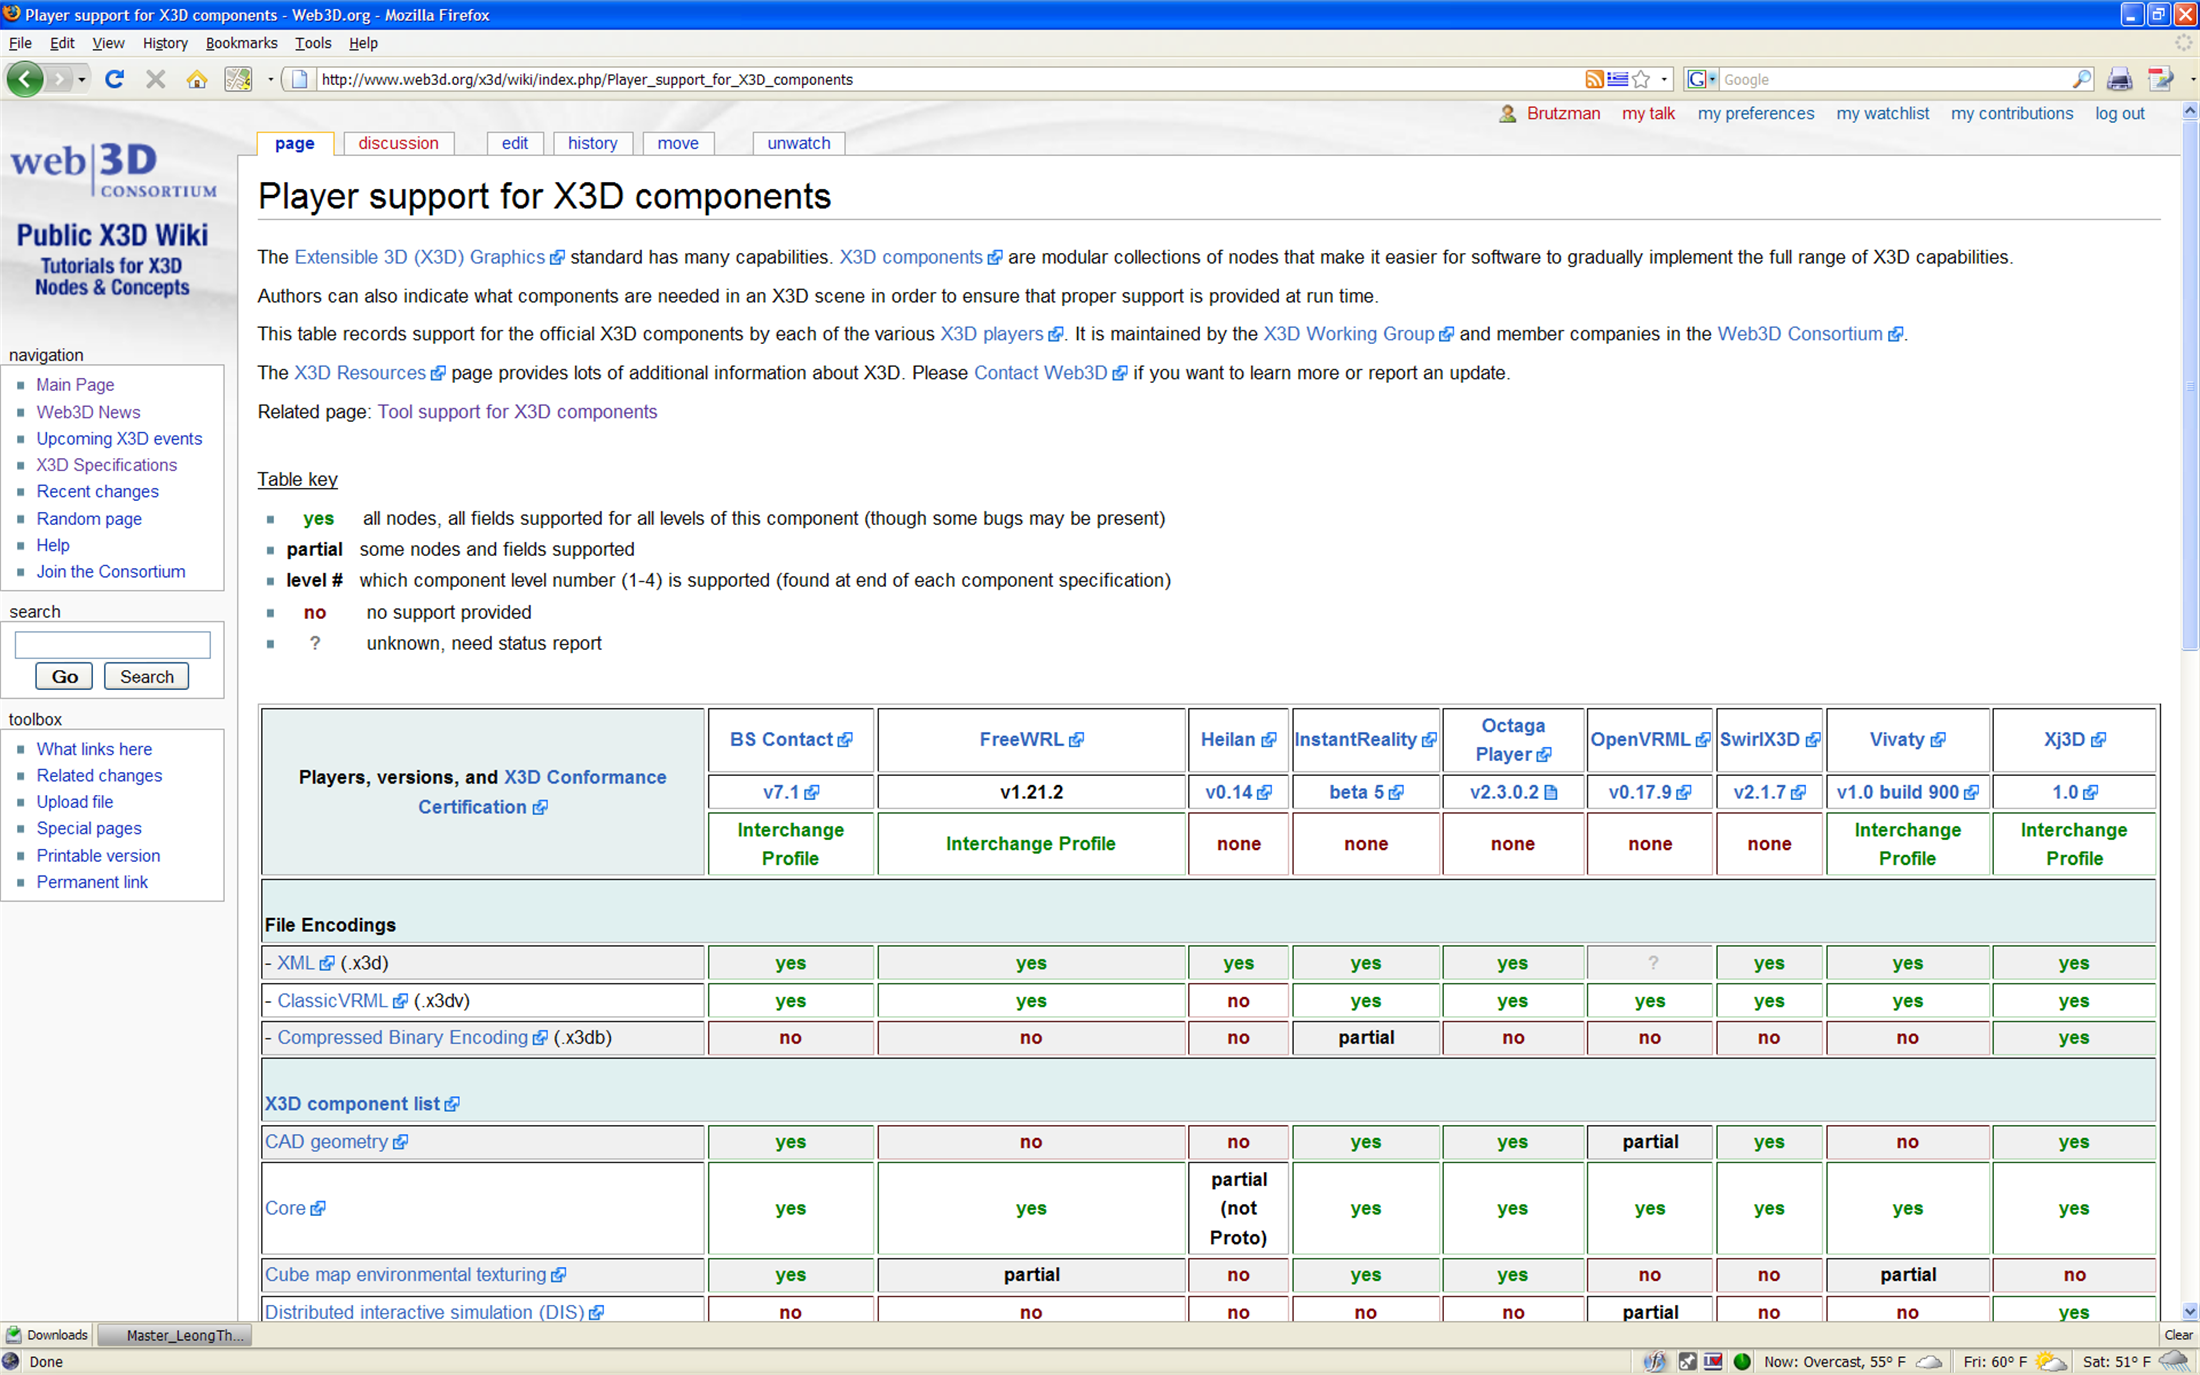 Player support for X3D components - Web3D.org - Mozilla Firefox
File Edit View History Bookmarks Tools Help
http://www.web3d.org/x3d/wiki/index.php/Player_support_for_X3D_components
G Google
Brutzman my talk my preferences my watchlist my contributions log out
page discussion edit history move unwatch
web 3D
CONSORTIUM
Public X3D Wiki
Tutorials for X3D
Nodes & Concepts
navigation
Main Page
Web3D News
Upcoming X3D events
X3D Specifications
Recent changes
Random page
Help
Join the Consortium
search
Go Search
toolbox
What links here
Related changes
Upload file
Special pages
Printable version
Permanent link
Player support for X3D components
The Extensible 3D (X3D) Graphics standard has many capabilities. X3D components are modular collections of nodes that make it easier for software to gradually implement the full range of X3D capabilities.
Authors can also indicate what components are needed in an X3D scene in order to ensure that proper support is provided at run time.
This table records support for the official X3D components by each of the various X3D players. It is maintained by the X3D Working Group and member companies in the Web3D Consortium.
The X3D Resources page provides lots of additional information about X3D. Please Contact Web3D if you want to learn more or report an update.
Related page: Tool support for X3D components
Table key
yes all nodes, all fields supported for all levels of this component (though some bugs may be present)
partial some nodes and fields supported
level # which component level number (1-4) is supported (found at end of each component specification)
no no support provided
? unknown, need status report
Players, versions, and X3D Conformance
Certification
BS Contact FreeWRL Heilan InstantReality Octaga Player OpenVRML SwirlX3D Vivaty Xj3D
v7.1 v1.21.2 v0.14 beta 5 v2.3.0.2 v0.17.9 v2.1.7 v1.0 build 900 1.0
Interchange Profile Interchange Profile none none none none none Interchange Profile Interchange Profile
File Encodings
- XML (.x3d) yes yes yes yes yes ? yes yes yes
- ClassicVRML (.x3dv) yes yes no yes yes yes yes yes yes
- Compressed Binary Encoding (.x3db) no no no partial no no no no yes
X3D component list
CAD geometry yes no no yes yes partial yes no yes
Core yes yes partial (not Proto) yes yes yes yes yes yes
Cube map environmental texturing yes partial no yes yes no no partial no
Distributed interactive simulation (DIS) no no no no no partial no no yes
Downloads Master_LeongTh... Clear
Done Now: Overcast, 55° F Fri: 60° F Sat: 51° F